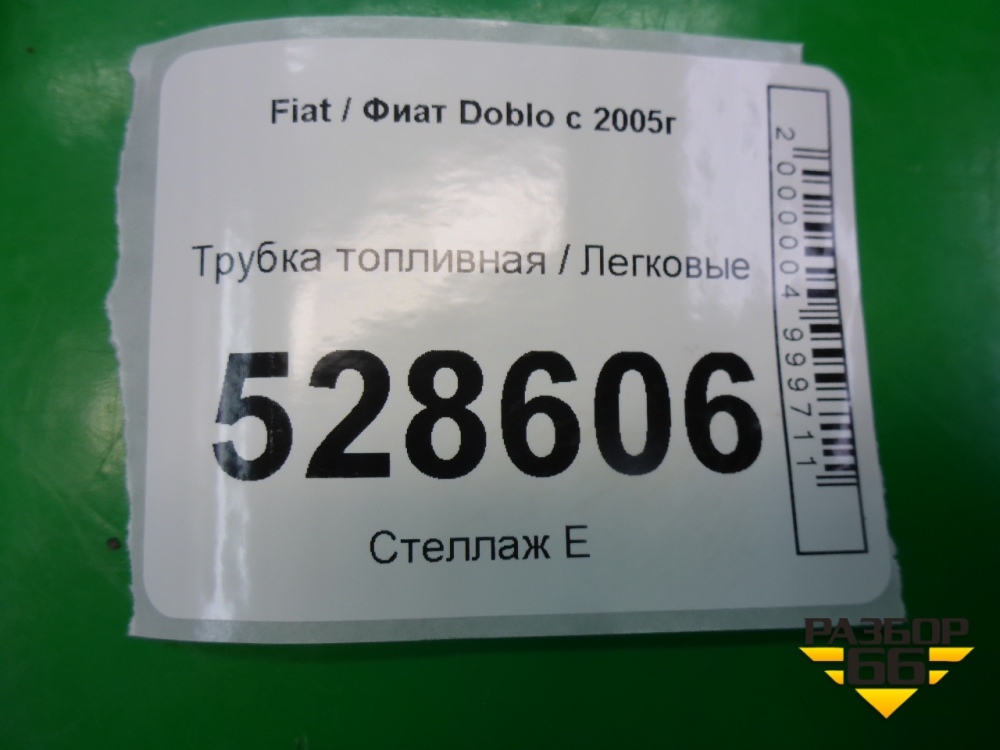 Fiat / Фиат Doblo с 2005г
Трубка топливная / Легковые
528606
Стеллаж Е
2000004999711
РАЗБОР
66